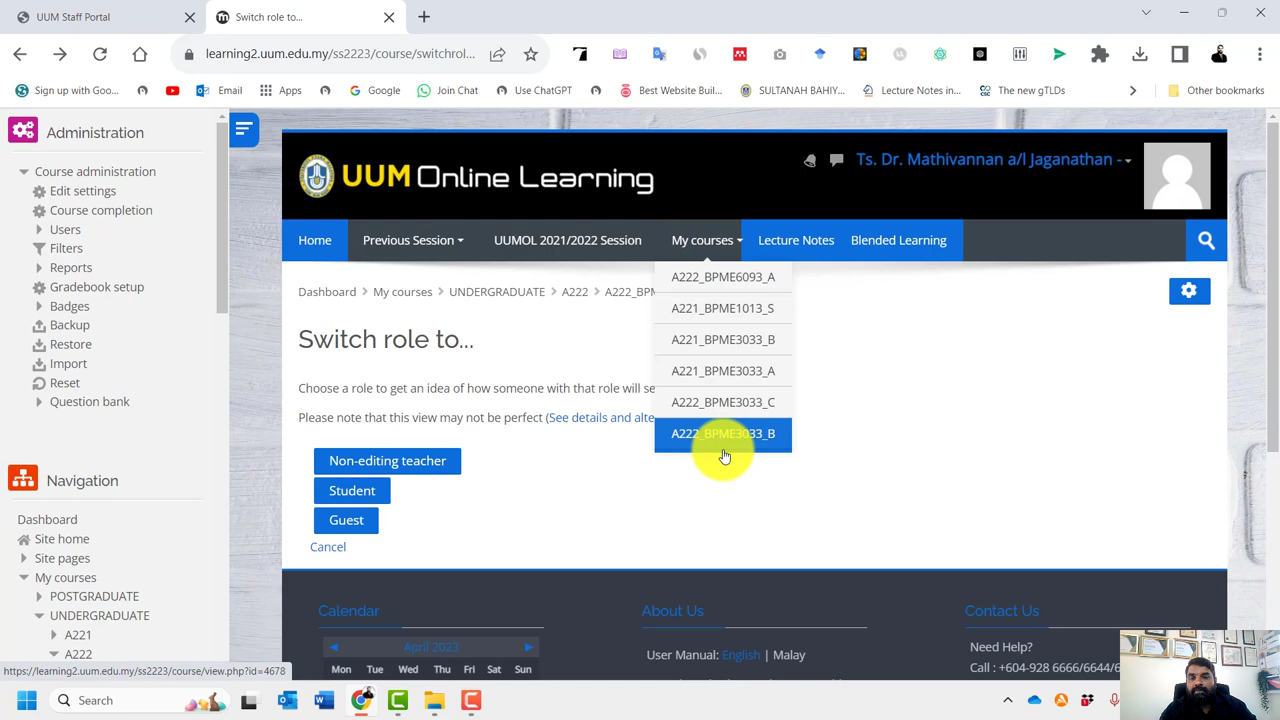 UUM Staff Portal
Switch role to...
learning2.uum.edu.my/ss2223/course/switchrol...
Sign up with Goo...
Email
Apps
Google
Join Chat
Use ChatGPT
Best Website Buil...
SULTANAH BAHIY...
Lecture Notes in...
The new gTLDs
Other bookmarks
Administration
Course administration
Edit settings
Course completion
Users
Filters
Reports
Gradebook setup
Badges
Backup
Restore
Import
Reset
Question bank
Navigation
Dashboard
Site home
Site pages
My courses
POSTGRADUATE
UNDERGRADUATE
A221
A222
UUM Online Learning
Ts. Dr. Mathivannan a/l Jaganathan -
Home
Previous Session
UUMOL 2021/2022 Session
My courses
Lecture Notes
Blended Learning
A222_BPME6093_A
A221_BPME1013_S
A221_BPME3033_B
A221_BPME3033_A
A222_BPME3033_C
A222_BPME3033_B
Dashboard
My courses
UNDERGRADUATE
A222
A222_BPM
Switch role to...
Choose a role to get an idea of how someone with that role will se
Please note that this view may not be perfect (See details and alte
Non-editing teacher
Student
Guest
Cancel
Calendar
April 2023
Mon Tue Wed Thu Fri Sat Sun
About Us
User Manual: English | Malay
Contact Us
Need Help?
Call : +604-928 6666/6644/6
https://learning2.uum.edu.my/ss2223/course/view.php?id=4678
Search